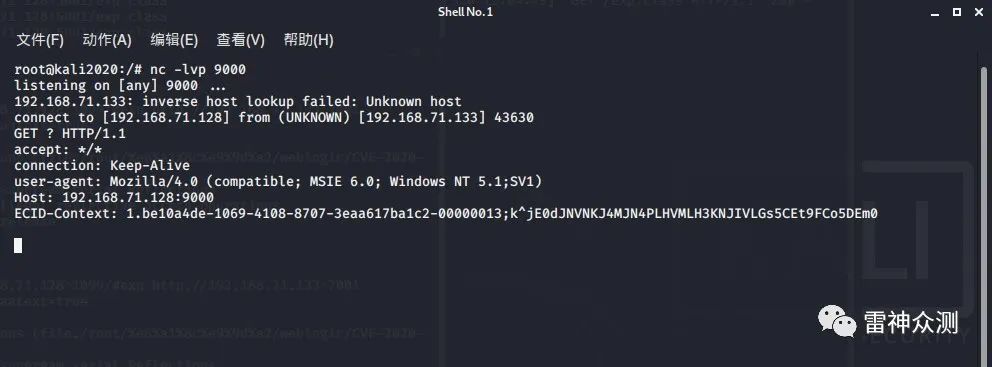 Shell No.1
文件(F) 动作(A) 编辑(E) 查看(V) 帮助(H)
root@kali2020:/# nc -lvp 9000
listening on [any] 9000 ...
192.168.71.133: inverse host lookup failed: Unknown host
connect to [192.168.71.128] from (UNKNOWN) [192.168.71.133] 43630
GET ? HTTP/1.1
accept: */*
connection: Keep-Alive
user-agent: Mozilla/4.0 (compatible; MSIE 6.0; Windows NT 5.1;SV1)
Host: 192.168.71.128:9000
ECID-Context: 1.be10a4de-1069-4108-8707-3eaa617ba1c2-00000013;k^jE0dJNVNKJ4MJN4PLHVMLH3KNJIVLGs5CEt9FCo5DEm0
雷神众测